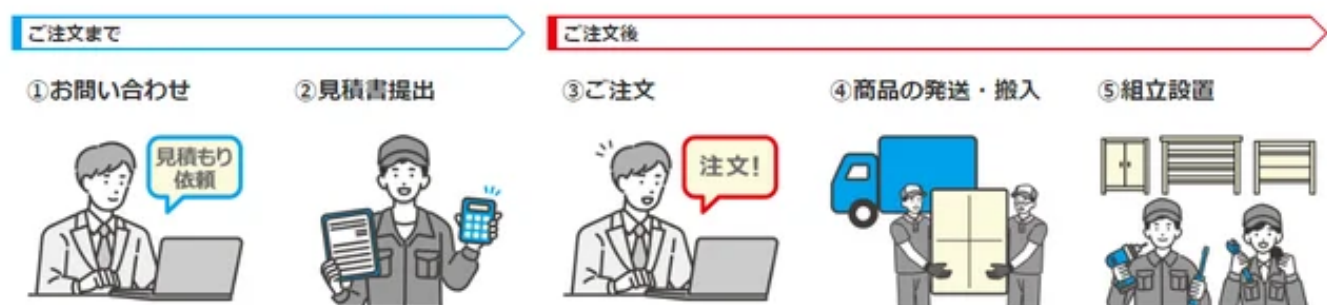 ご注文まで
ご注文後
①お問い合わせ
②見積書提出
③ご注文
④商品の発送・搬入
⑤組立設置
見積もり
依頼
注文!